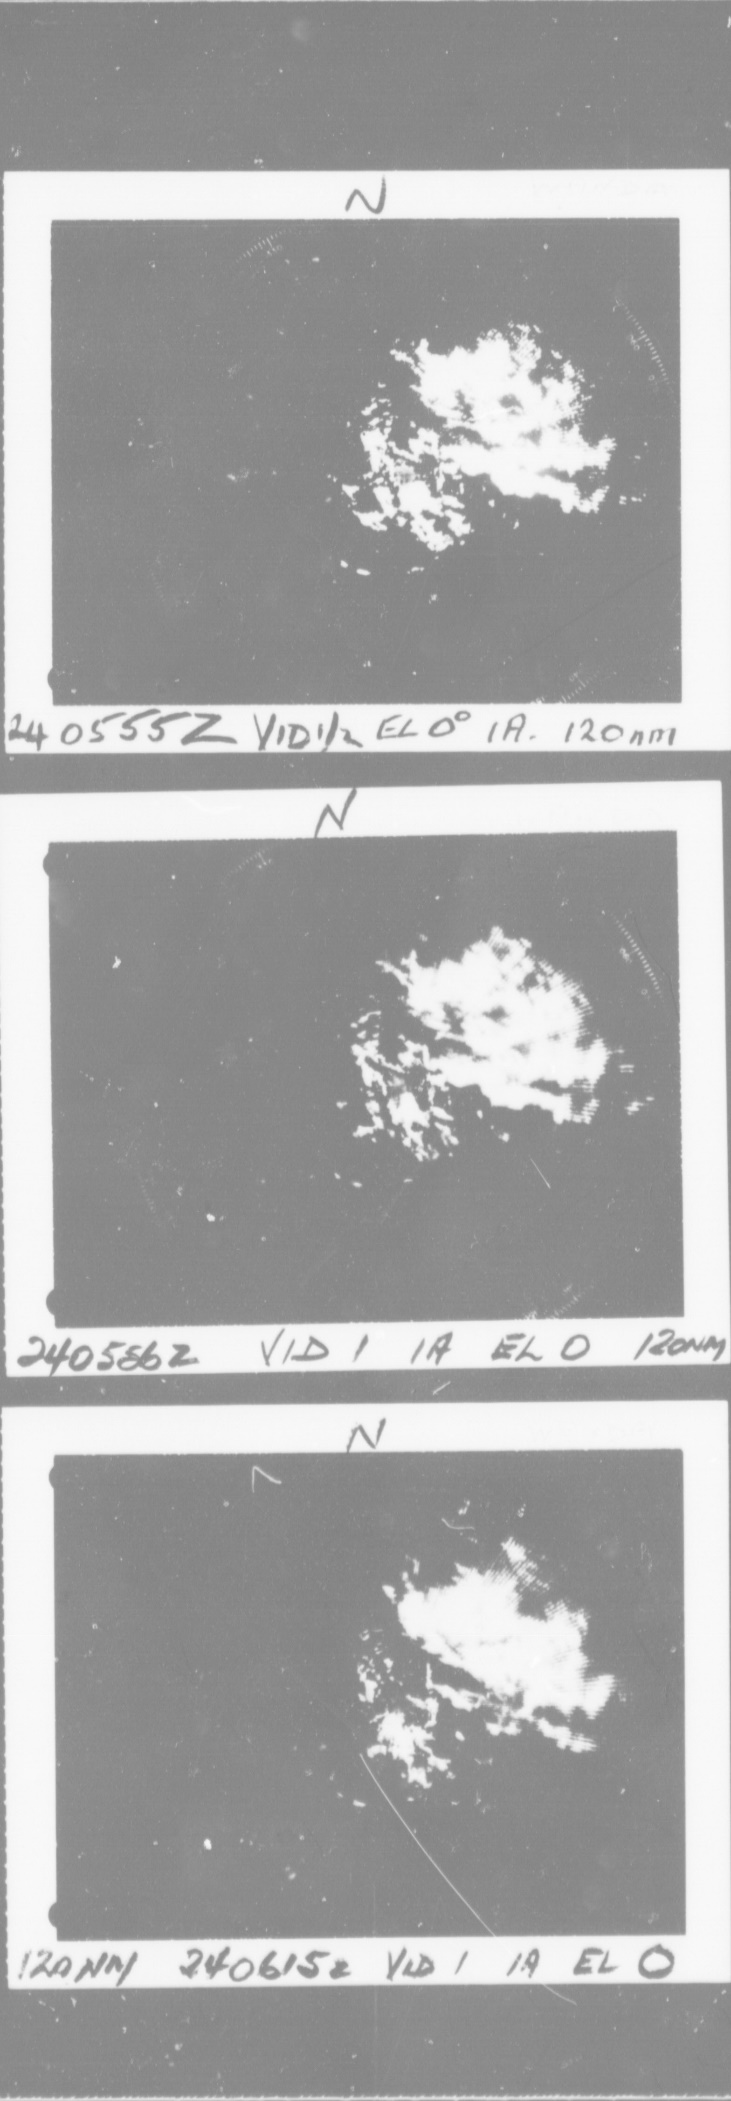 N
240555Z VID 1/2 EL 0° 1A. 120nm
N
240556Z VID 1 1A EL 0 120NM
N
120NM 240615Z VID 1 1A EL 0